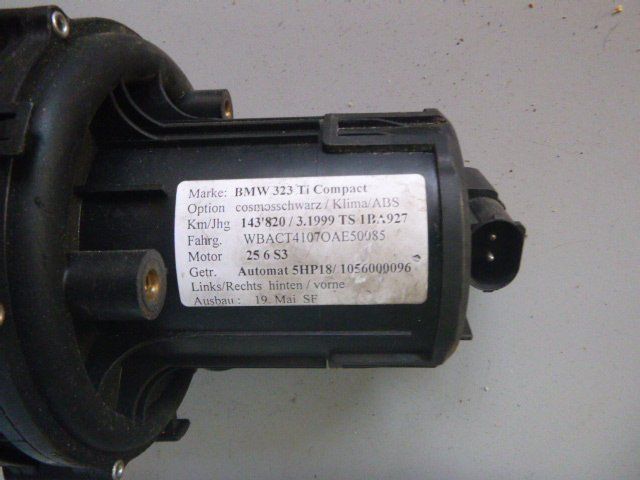 Marke: BMW 323 Ti Compact
Option cosmosschwarz / Klima/ABS
Km/Jhg 143'820 / 3.1999 TS 1BA927
Fahrg. WBACT4107OAE50085
Motor 25 6 S3
Getr. Automat 5HP18/ 1056000096
Links/Rechts hinten / vorne
Ausbau: 19. Mai SF